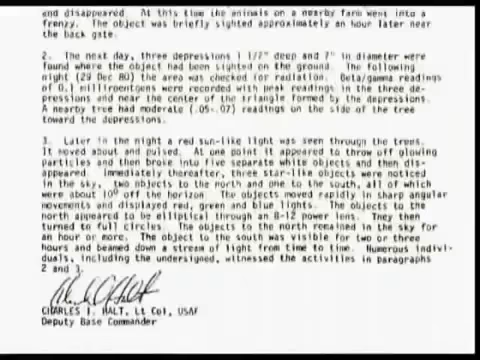 and disappeared. At this time the animals on a nearby farm went into a
frenzy. The object was briefly sighted approximately an hour later near
the back gate.
2. The next day, three depressions 1 1/2" deep and 7" in diameter were
found where the object had been sighted on the ground. The following
night (29 Dec 80) the area was checked for radiation. Beta/gamma readings
of 0.1 milliroentgens were recorded with peak readings in the three de-
pressions and near the center of the triangle formed by the depressions.
A nearby tree had moderate (.05-.07) readings on the side of the tree
toward the depressions.
3. Later in the night a red sun-like light was seen through the trees.
It moved about and pulsed. At one point it appeared to throw off glowing
particles and then broke into five separate white objects and then dis-
appeared. Immediately thereafter, three star-like objects were noticed
in the sky, two objects to the north and one to the south, all of which
were about 10° off the horizon. The objects moved rapidly in sharp angular
movements and displayed red, green and blue lights. The objects to the
north appeared to be elliptical through an 8-12 power lens. They then
turned to full circles. The objects to the north remained in the sky for
an hour or more. The object to the south was visible for two or three
hours and beamed down a stream of light from time to time. Numerous indivi-
duals, including the undersigned, witnessed the activities in paragraphs
2 and 3.
CHARLES I. HALT, Lt Col, USAF
Deputy Base Commander